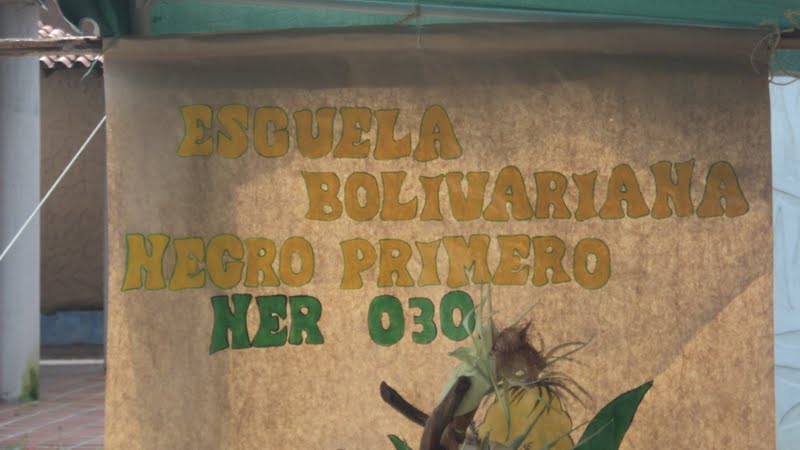 ESCUELA
BOLIVARIANA
NEGRO PRIMERO
NER 030